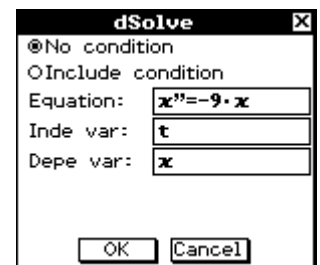 dSolve
No condition
Include condition
Equation: x"=-9·x
Inde var: t
Depe var: x
OK Cancel